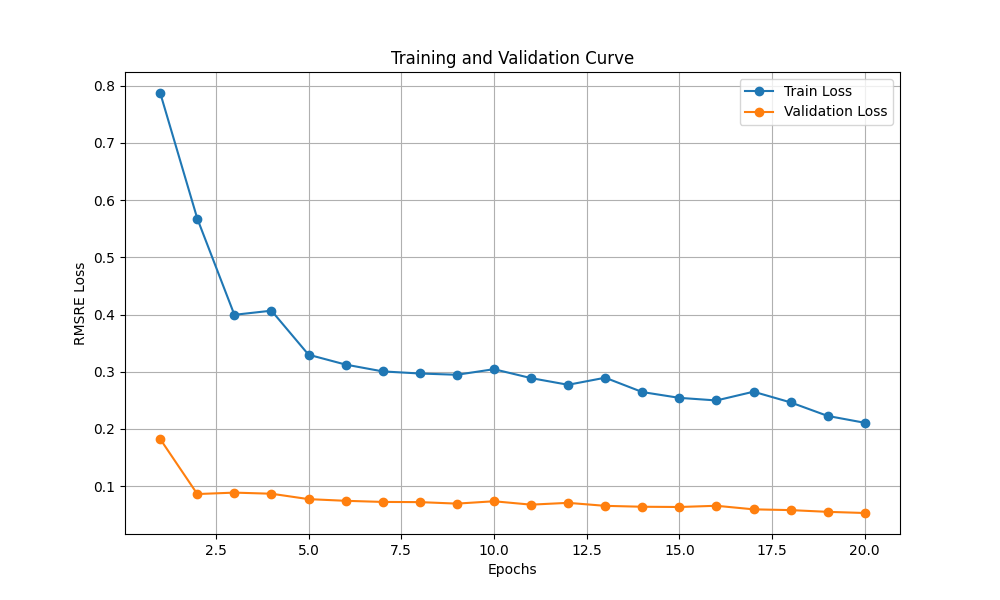 Training and Validation Curve
Train Loss
Validation Loss
RMSRE Loss
0.8
0.7
0.6
0.5
0.4
0.3
0.2
0.1
2.5 5.0 7.5 10.0 12.5 15.0 17.5 20.0
Epochs